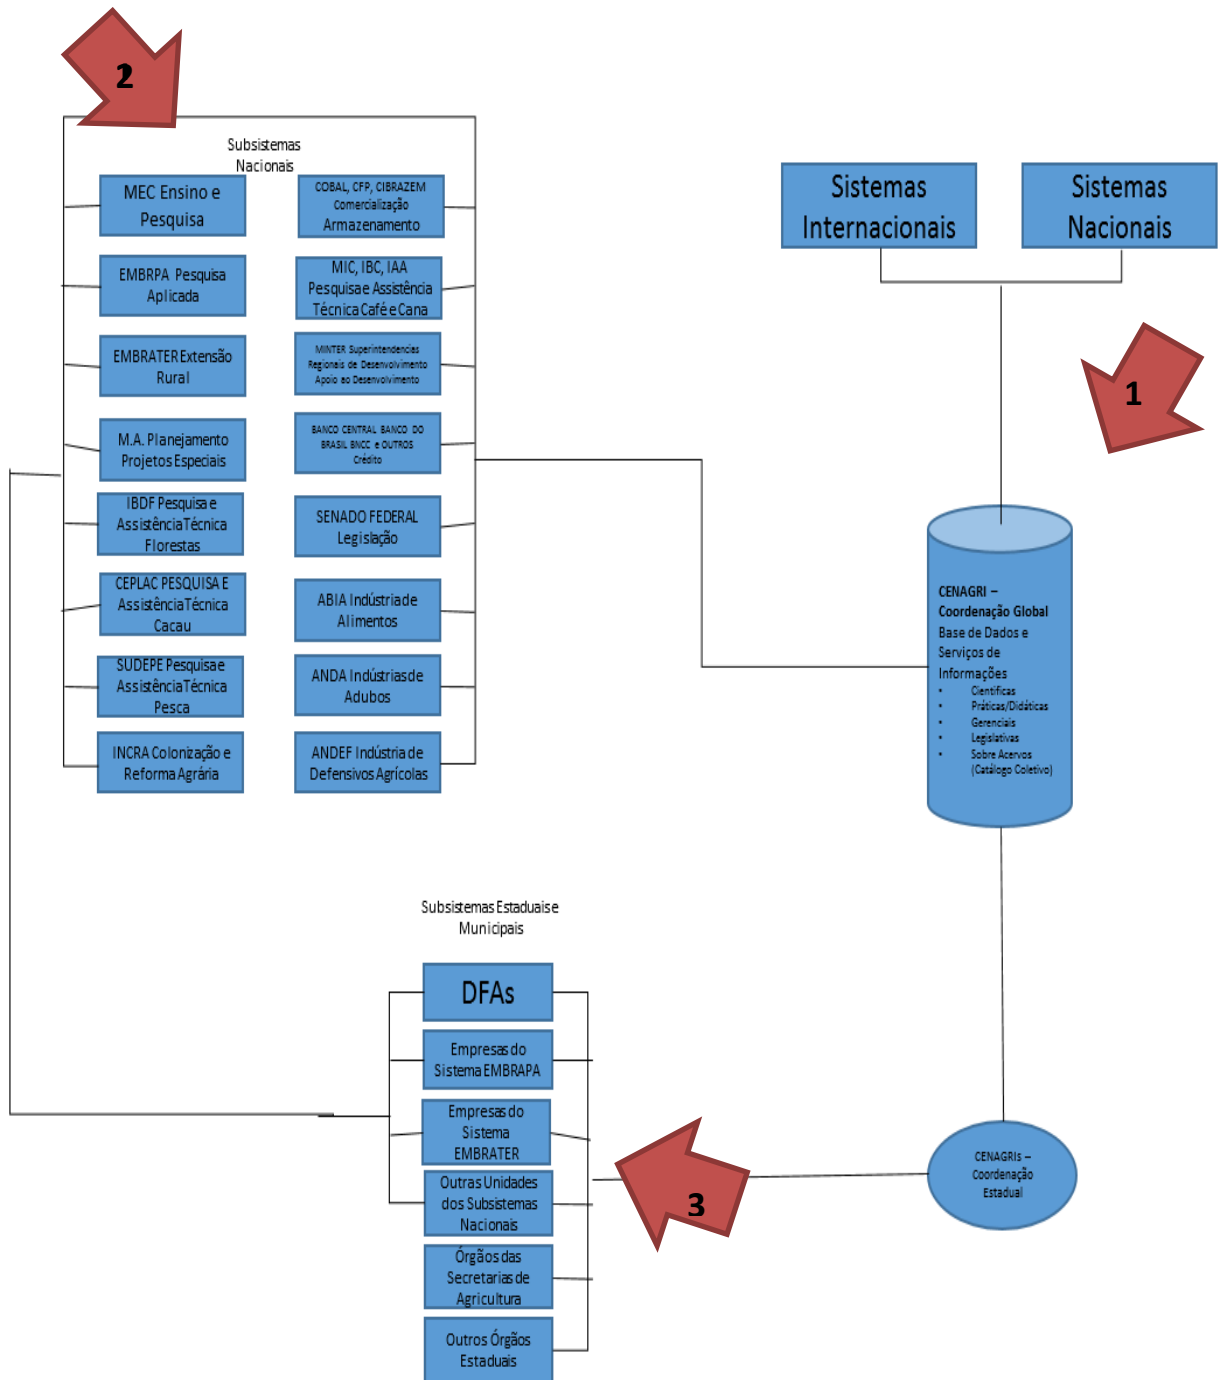 2
Subsistemas
Nacionais
MEC Ensino e
Pesquisa
EMBRPA Pesquisa
Aplicada
EMBRATER Extensão
Rural
M.A. Planejamento
Projetos Especiais
IBDF Pesquisa e
Assistência Técnica
Florestas
CEPLAC PESQUISA E
Assistência Técnica
Cacau
SUDEPE Pesquisa e
Assistência Técnica
Pesca
INCRA Colonização e
Reforma Agrária
COBAL, CFP, CIBRAZEM
Comercialização
Armazenamento
MIC, IBC, IAA
Pesquisa e Assistência
Técnica Café e Cana
MINTER Superintendencias
Regionais de Desenvolvimento
Apoio ao Desenvolvimento
BANCO CENTRAL BANCO DO
BRASIL BNCC e OUTROS
Crédito
SENADO FEDERAL
Legislação
ABIA Indústria de
Alimentos
ANDA Indústrias de
Adubos
ANDEF Indústria de
Defensivos Agrícolas
Sistemas
Internacionais
Sistemas
Nacionais
1
CENAGRI –
Coordenação Global
Base de Dados e
Serviços de
Informações
• Cientificas
• Práticas/Didáticas
• Gerenciais
• Legislativas
• Sobre Acervos
(Catálogo Coletivo)
Subsistemas Estaduais e
Municipais
DFAs
Empresas do
Sistema EMBRAPA
Empresas do
Sistema
EMBRATER
Outras Unidades
dos Subsistemas
Nacionais
Órgãos das
Secretarias de
Agricultura
Outros Órgãos
Estaduais
3
CENAGRIs –
Coordenação
Estadual